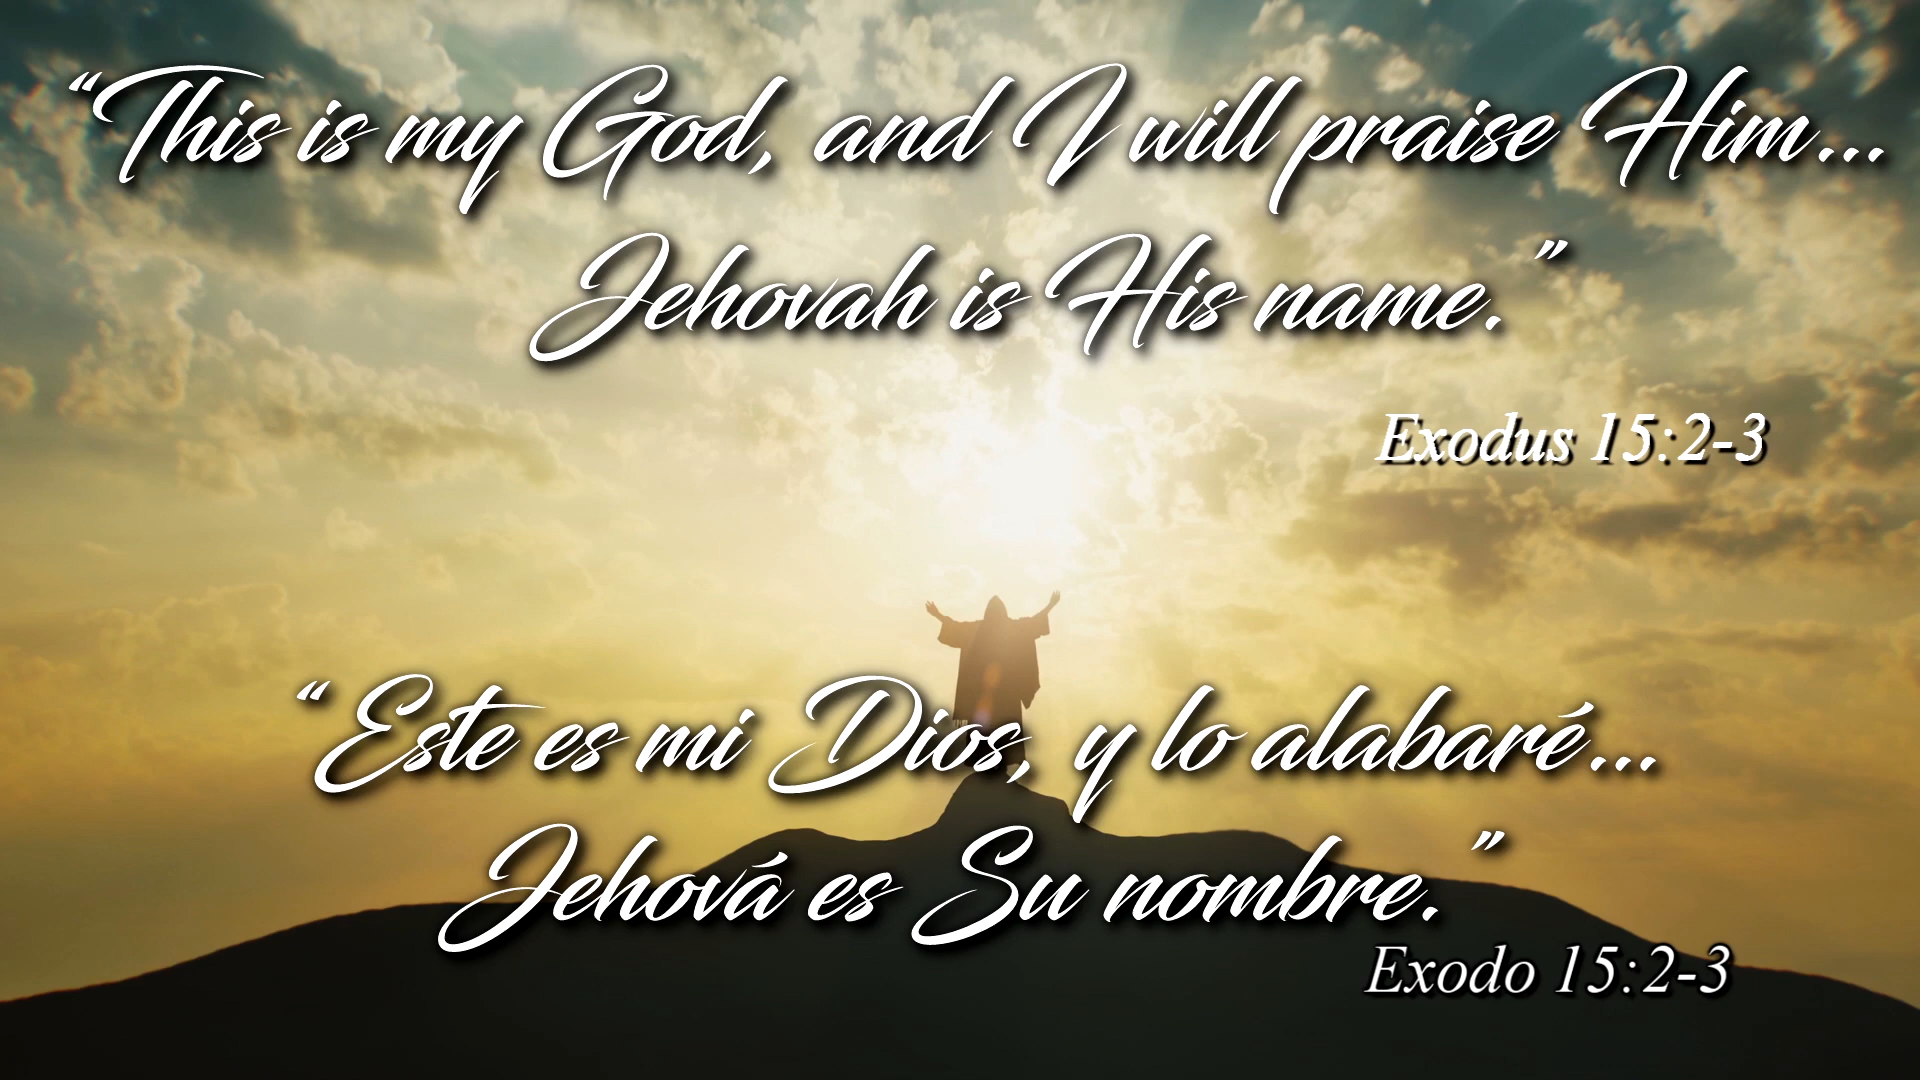 “This is my God, and I will praise Him...
Jehovah is His name.”
Exodus 15:2-3
“Este es mi Dios, y lo alabaré...
Jehová es Su nombre.”
Exodo 15:2-3